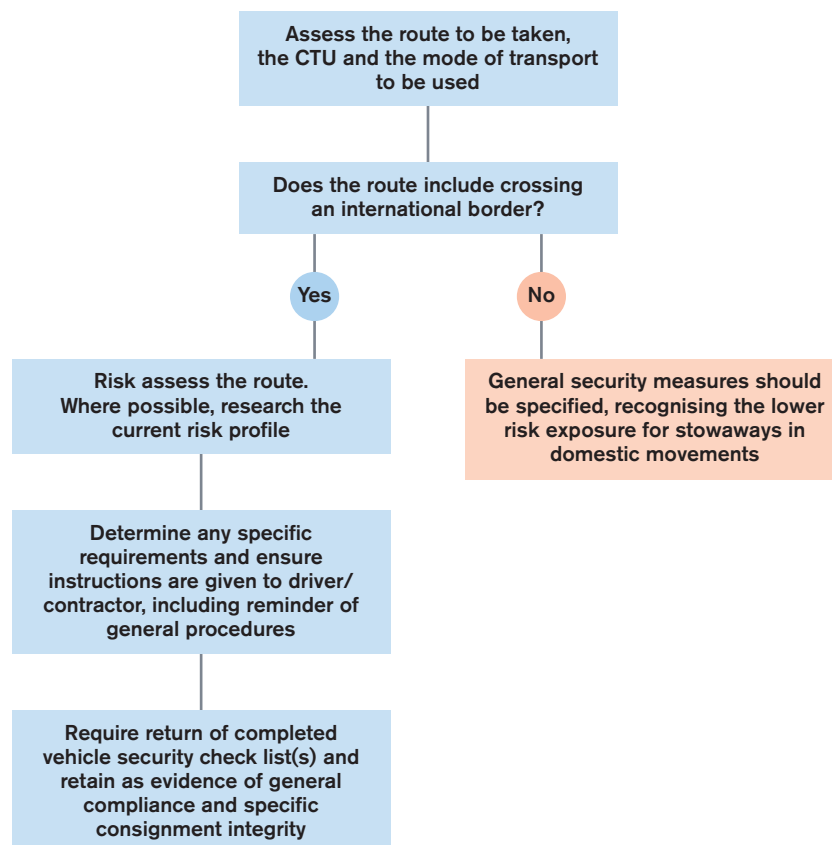 Assess the route to be taken,
the CTU and the mode of transport
to be used
Does the route include crossing
an international border?
Yes
No
Risk assess the route.
Where possible, research the
current risk profile
General security measures should
be specified, recognising the lower
risk exposure for stowaways in
domestic movements
Determine any specific
requirements and ensure
instructions are given to driver/
contractor, including reminder of
general procedures
Require return of completed
vehicle security check list(s) and
retain as evidence of general
compliance and specific
consignment integrity